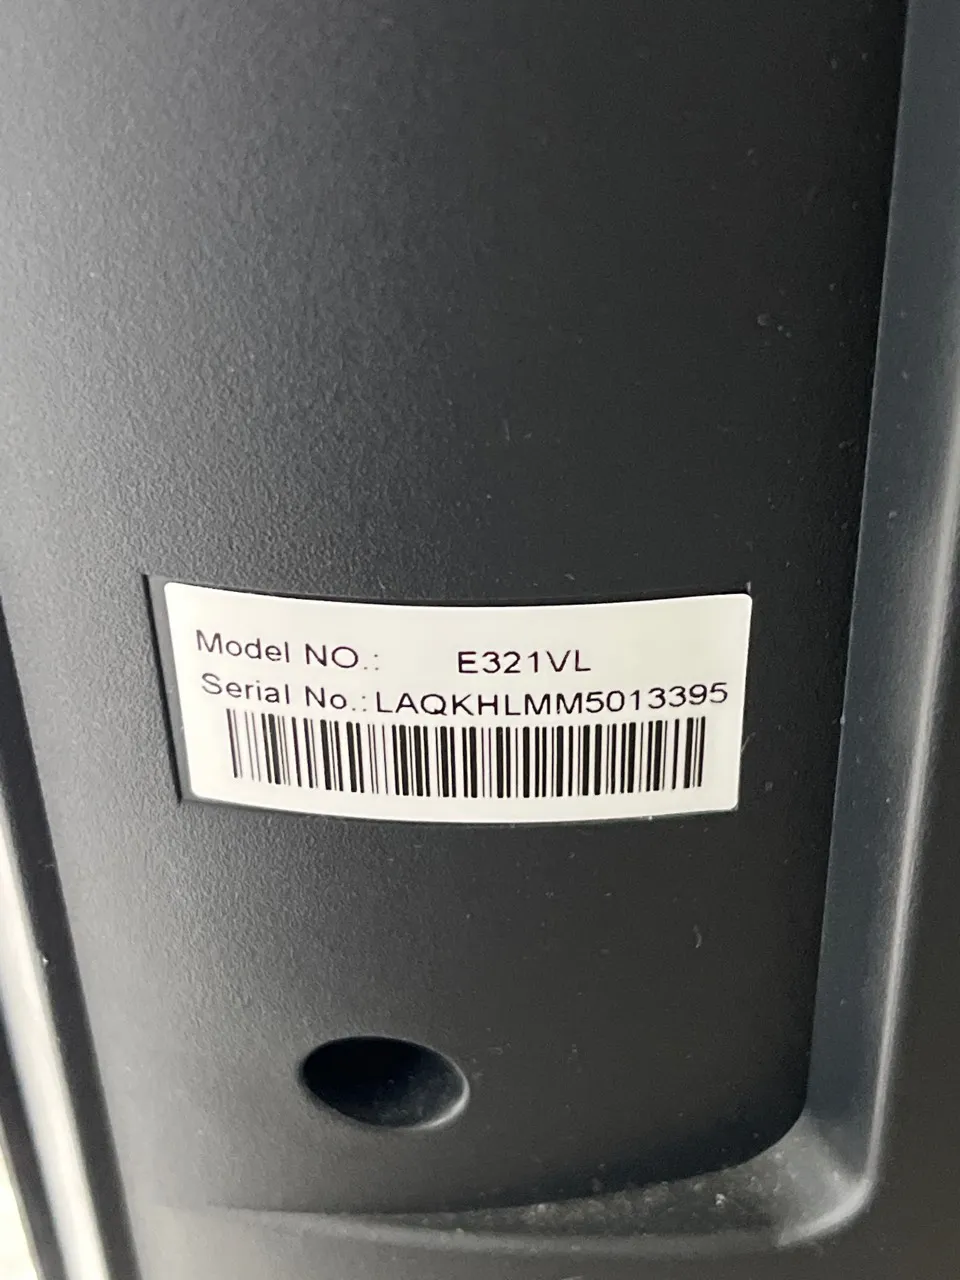 Model NO.: E321VL
Serial No.:LAQKHLMM5013395